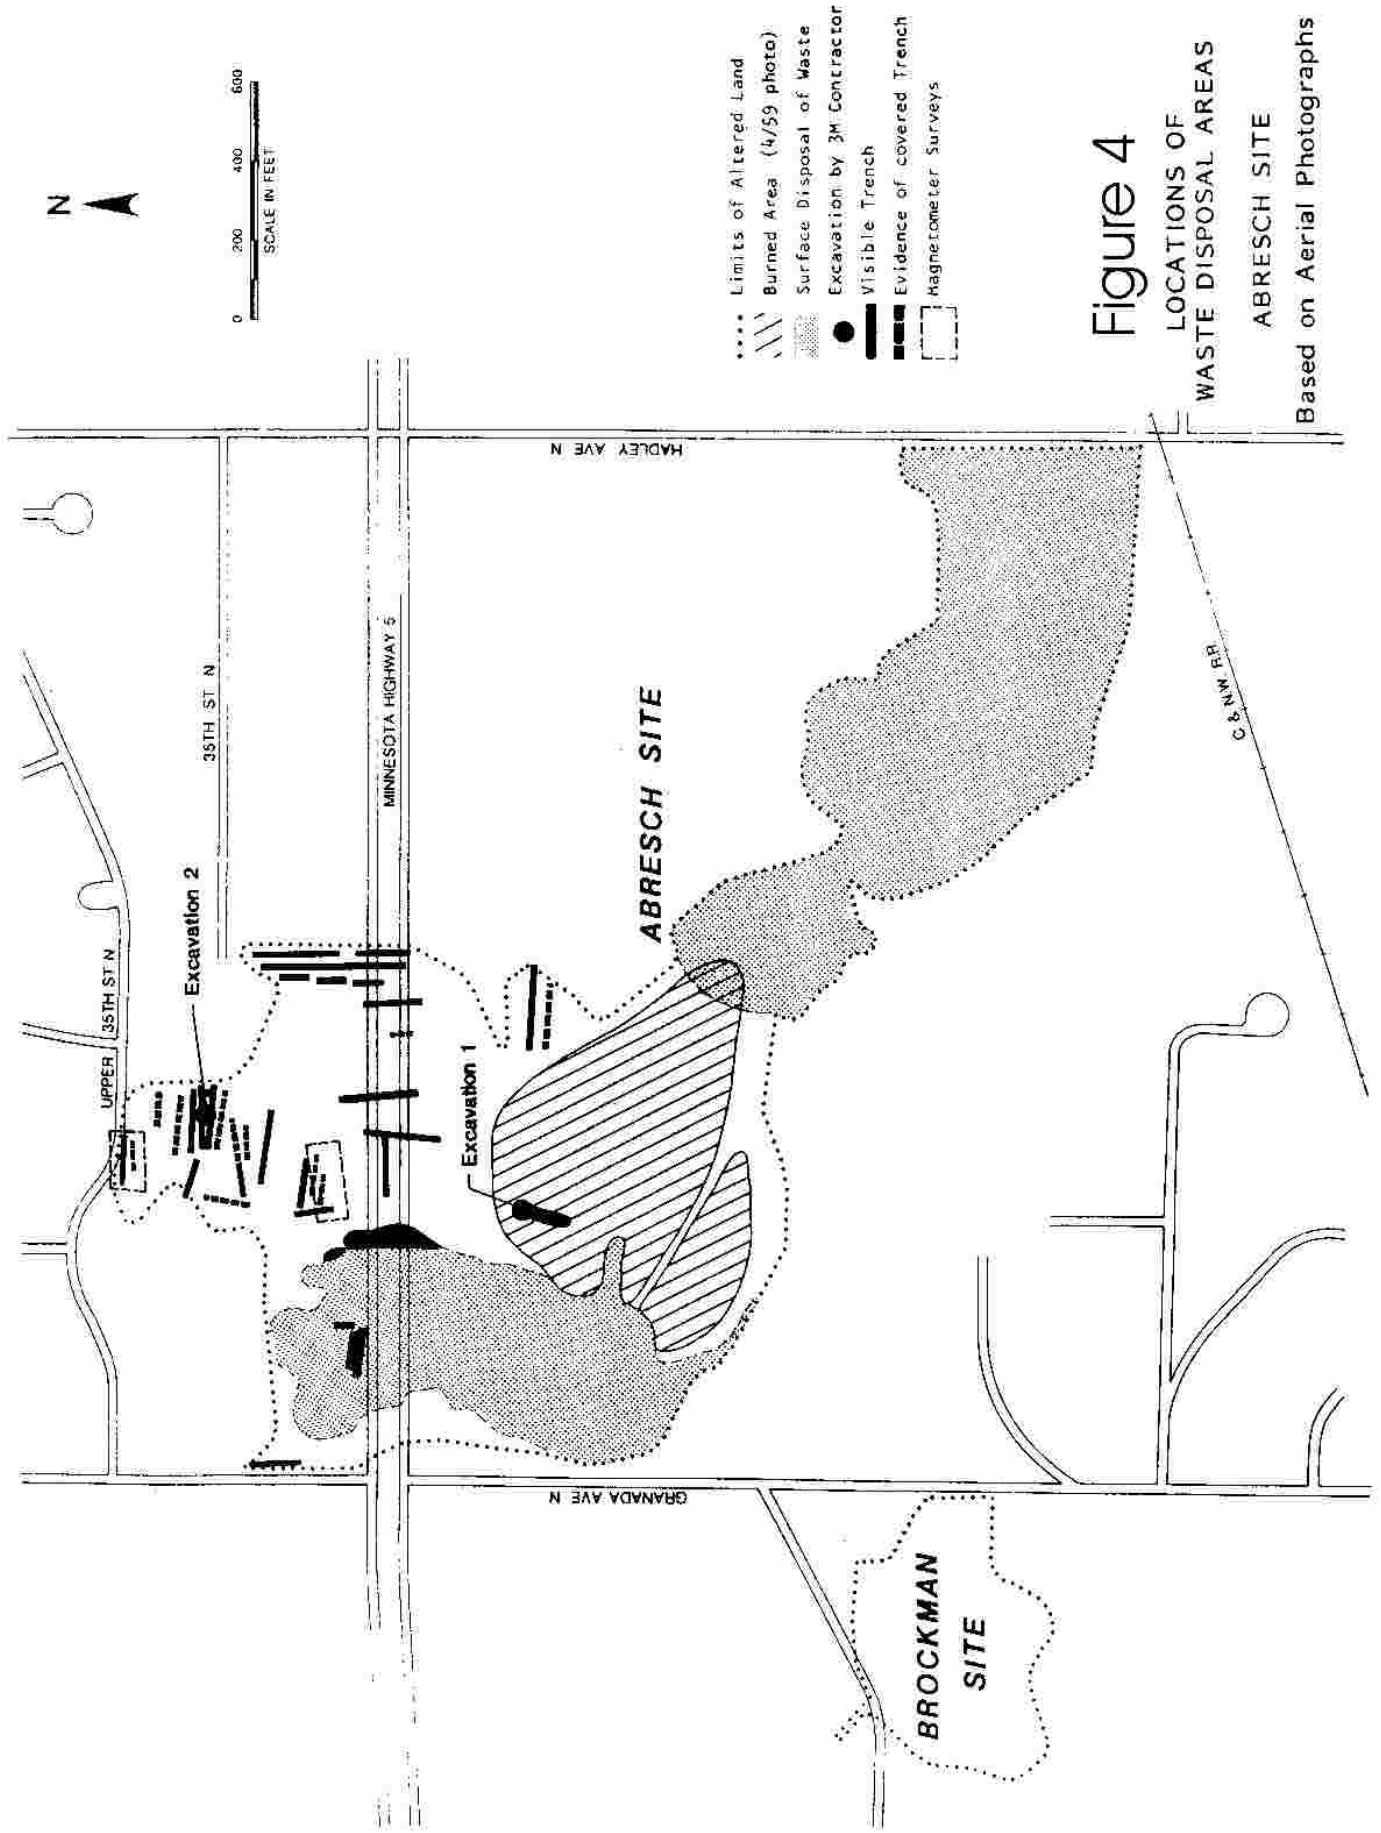 N
0 200 400 600
SCALE IN FEET
UPPER 35TH ST N
Excavation 2
35TH ST N
MINNESOTA HIGHWAY 5
Excavation 1
ABRESCH SITE
HADLEY AVE N
GRANADA AVE N
C & N.W. RR.
BROCKMAN
SITE
Limits of Altered Land
Burned Area (4/59 photo)
Surface Disposal of Waste
Excavation by 3M Contractor
Visible Trench
Evidence of covered Trench
Magnetometer Surveys
Figure 4
LOCATIONS OF
WASTE DISPOSAL AREAS
ABRESCH SITE
Based on Aerial Photographs